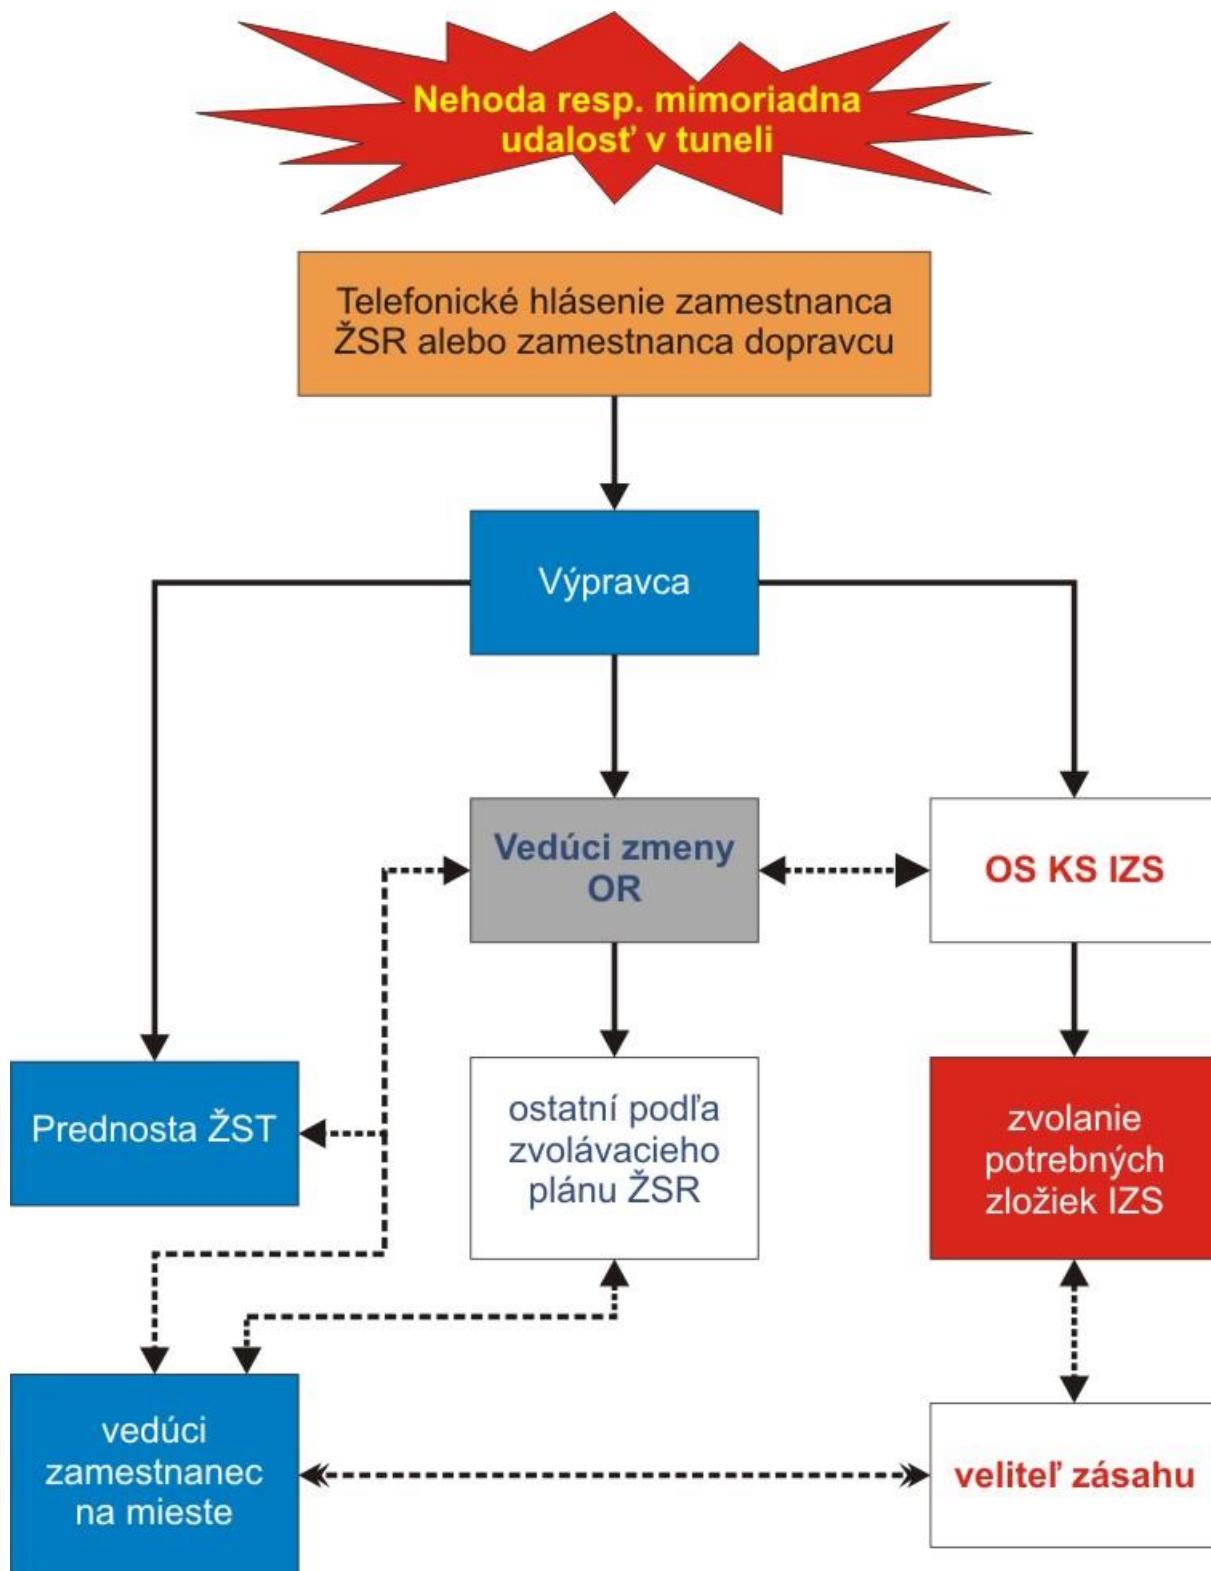 Nehoda resp. mimoriadna
udalosť v tuneli
Telefonické hlásenie zamestnanca
ŽSR alebo zamestnanca dopravcu
Výpravca
Vedúci zmeny
OR
OS KS IZS
Prednosta ŽST
ostatní podľa
zvolávacieho
plánu ŽSR
zvolanie
potrebných
zložiek IZS
vedúci
zamestnanec
na mieste
veliteľ zásahu